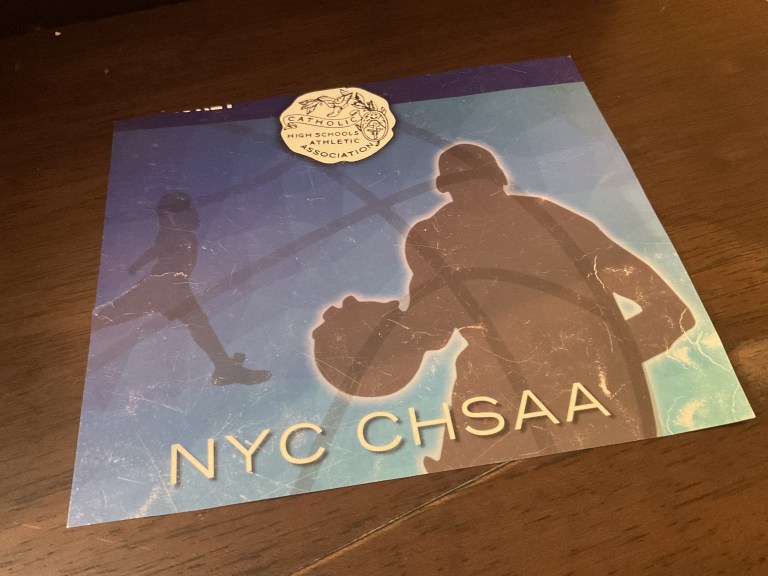 CATHOLIC
HIGH SCHOOLS
ATHLETIC
ASSOCIATION
NYC CHSAA